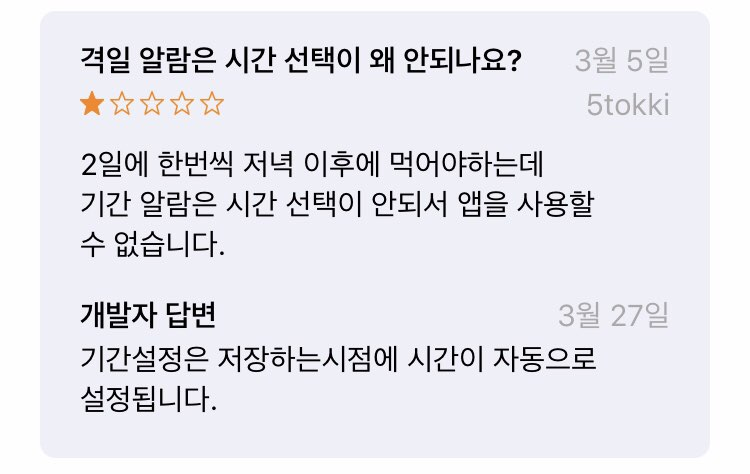 격일 알람은 시간 선택이 왜 안되나요? 3월 5일
5tokki
2일에 한번씩 저녁 이후에 먹어야하는데
기간 알람은 시간 선택이 안되서 앱을 사용할
수 없습니다.
개발자 답변 3월 27일
기간설정은 저장하는시점에 시간이 자동으로
설정됩니다.